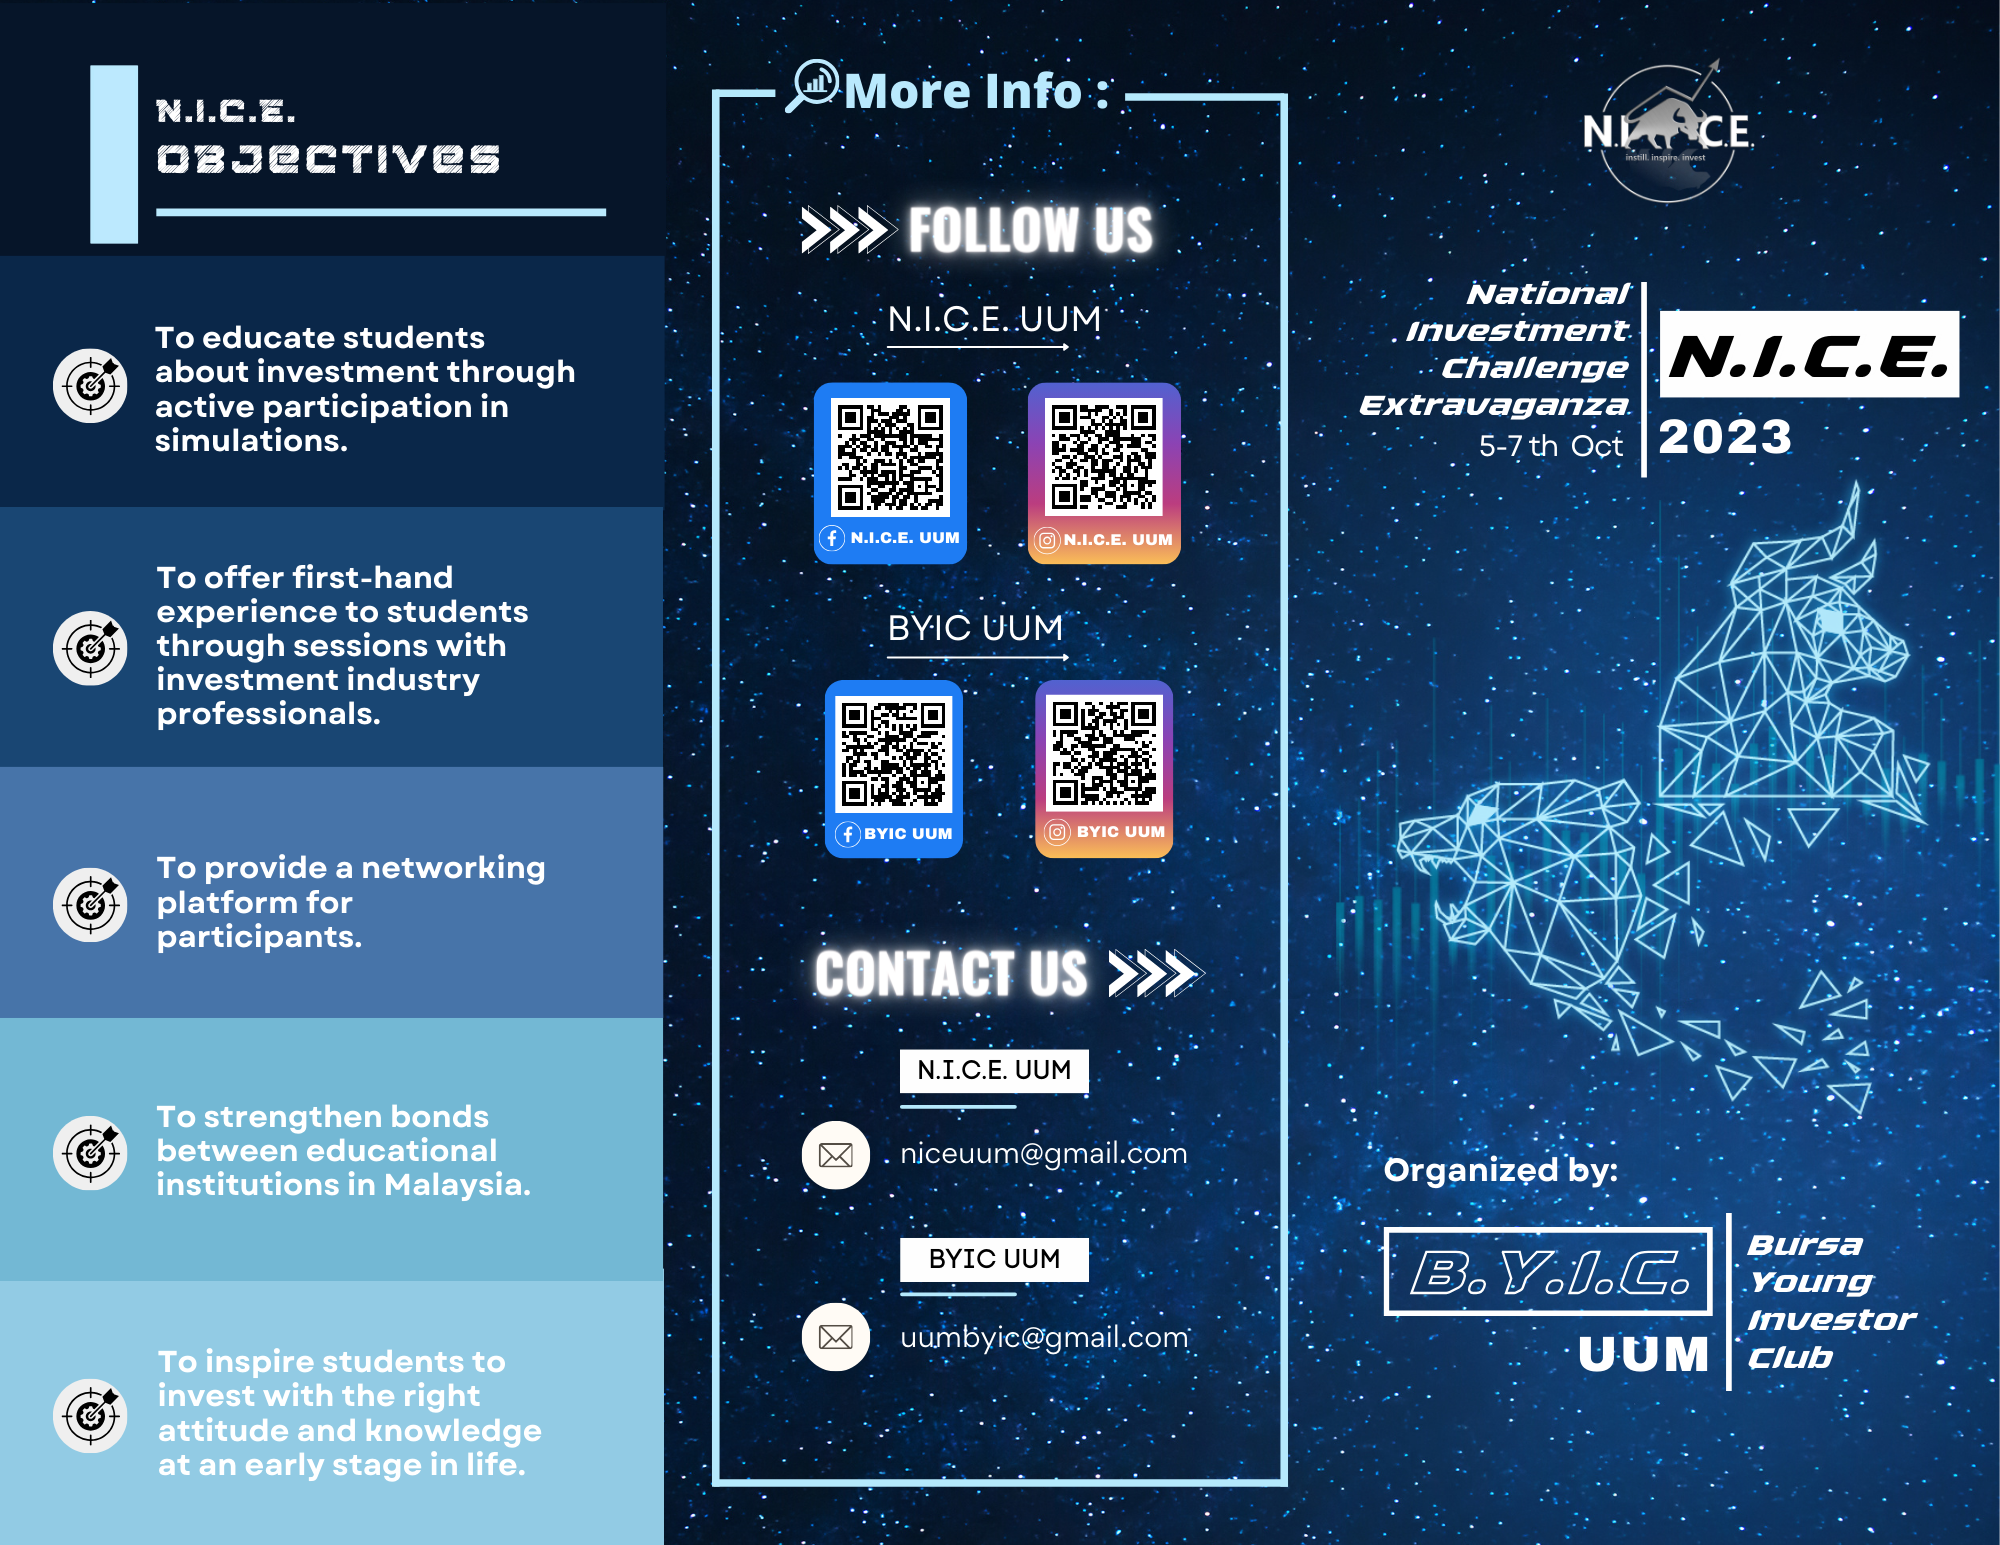 N.I.C.E.
OBJECTIVES
To educate students
about investment through
active participation in
simulations.
To offer first-hand
experience to students
through sessions with
investment industry
professionals.
To provide a networking
platform for
participants.
To strengthen bonds
between educational
institutions in Malaysia.
To inspire students to
invest with the right
attitude and knowledge
at an early stage in life.
More Info :
FOLLOW US
N.I.C.E. UUM
N.I.C.E. UUM
N.I.C.E. UUM
BYIC UUM
BYIC UUM
BYIC UUM
CONTACT US
N.I.C.E. UUM
niceuum@gmail.com
BYIC UUM
uumbyic@gmail.com
N.I.C.E.
instill. inspire. invest
National
Investment
Challenge
Extravaganza
5-7 th Oct
N.I.C.E.
2023
Organized by:
B.Y.I.C.
UUM
Bursa
Young
Investor
Club